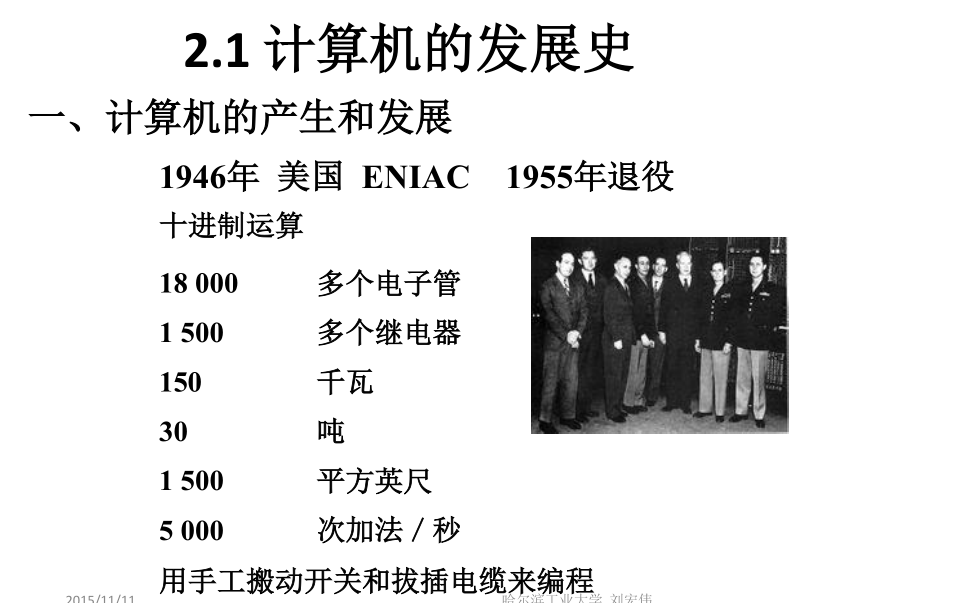 2.1 计算机的发展史
一、计算机的产生和发展
1946年 美国 ENIAC 1955年退役
十进制运算
18 000 多个电子管
1 500 多个继电器
150 千瓦
30 吨
1 500 平方英尺
5 000 次加法／秒
用手工搬动开关和拔插电缆来编程
2015/11/11 哈尔滨工业大学 刘宏伟